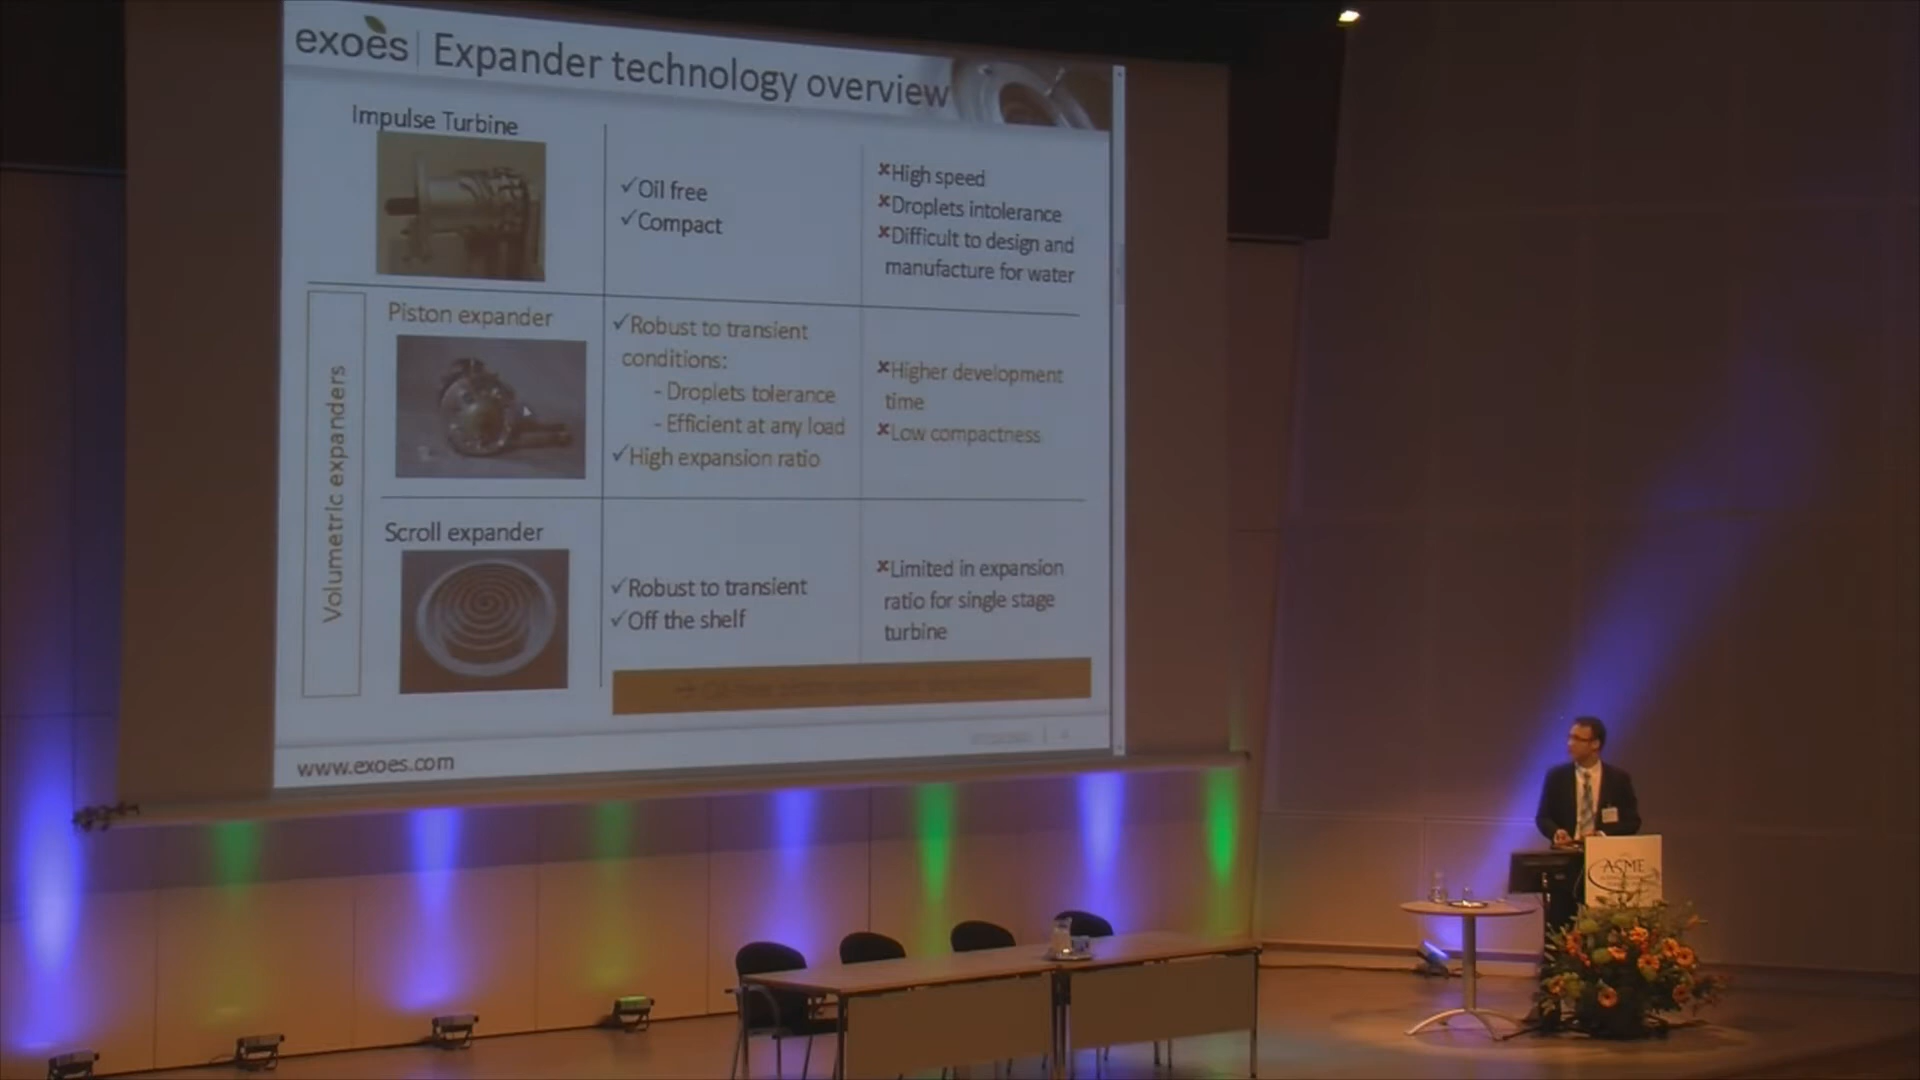 exoès | Expander technology overview
Impulse Turbine
✓Oil free
✓Compact
×High speed
×Droplets intolerance
×Difficult to design and
manufacture for water
Volumetric expanders
Piston expander
✓Robust to transient
conditions:
- Droplets tolerance
- Efficient at any load
✓High expansion ratio
×Higher development
time
×Low compactness
Scroll expander
✓Robust to transient
✓Off the shelf
×Limited in expansion
ratio for single stage
turbine
www.exoes.com
ASME